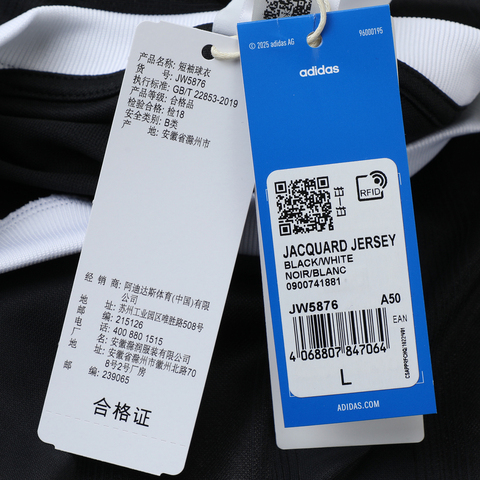 产品名称: 短袖球衣
货 号: JW5876
执行标准: GB/T 22853-2019
产品等级: 合格品
检验合格: 检18
安全类别: B类
产 地: 安徽省滁州市
经 销 商: 阿迪达斯体育(中国)有限
公司
地 址: 苏州工业园区唯胜路508号
邮 编: 215126
电 话: 400 880 1515
制 造 商: 安徽滁润服装有限公司
地 址: 安徽省滁州市徽州北路70
8号2号厂房
邮 编: 239065
合格证
© 2025 adidas AG
96000195
adidas
RFID
JACQUARD JERSEY
BLACK/WHITE
NOIR/BLANC
0900741881
JW5876 A50
EAN
4 068807 847064
L
ADIDAS.COM